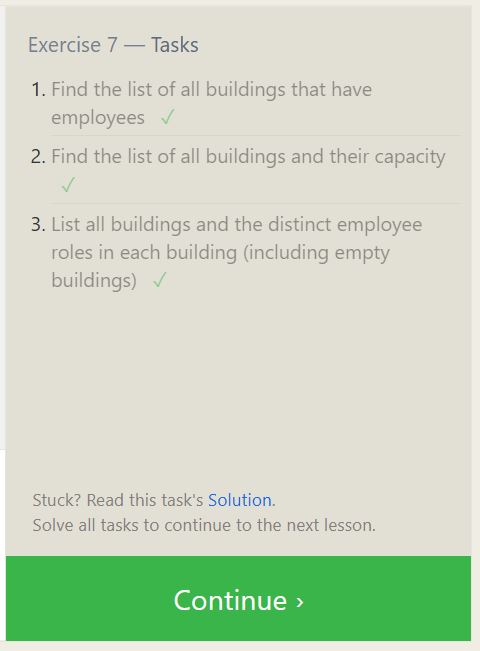 Exercise 7 — Tasks
1. Find the list of all buildings that have
employees ✓
2. Find the list of all buildings and their capacity
✓
3. List all buildings and the distinct employee
roles in each building (including empty
buildings) ✓
Stuck? Read this task's Solution.
Solve all tasks to continue to the next lesson.
Continue ›